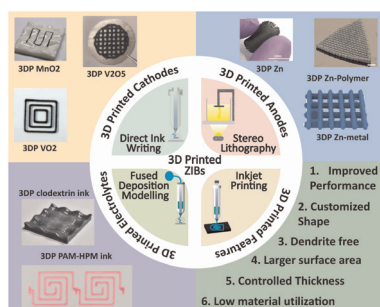 3DP MnO2
3DP V2O5
3DP VO2
3DP Zn
3DP Zn-Polymer
3DP Zn-metal
3D Printed Cathodes
3D Printed Anodes
Direct Ink
Writing
Stereo
Lithography
3D Printed
ZIBs
Fused
Deposition
Modelling
Inkjet
Printing
3D Printed Electrolytes
3D Printed Features
3DP clodextrin ink
3DP PAM-HPM ink
1. Improved
Performance
2. Customized
Shape
3. Dendrite free
4. Larger surface area
5. Controlled Thickness
6. Low material utilization